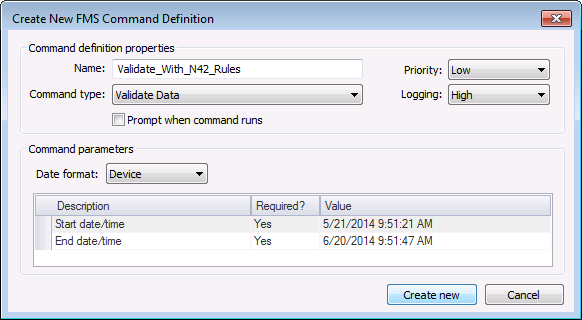 Create New FMS Command Definition
Command definition properties
Name: Validate_With_N42_Rules Priority: Low
Command type: Validate Data Logging: High
Prompt when command runs
Command parameters
Date format: Device
Description Required? Value
Start date/time Yes 5/21/2014 9:51:21 AM
End date/time Yes 6/20/2014 9:51:47 AM
Create new Cancel